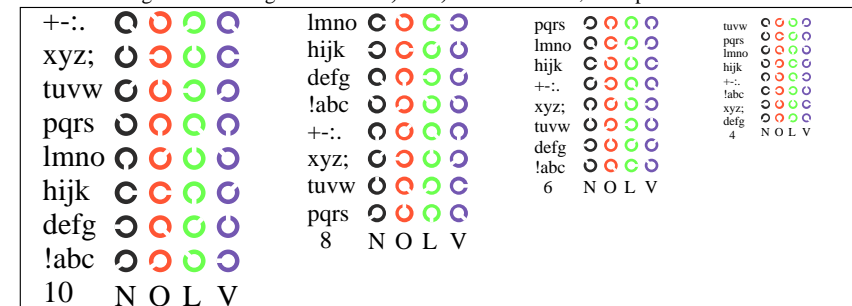 +-:.
xyz;
tuvw
pqrs
lmno
hijk
defg
!abc
10 N O L V
lmno
hijk
defg
!abc
+-:.
xyz;
tuvw
pqrs
8 N O L V
pqrs
lmno
hijk
+-:.
xyz;
tuvw
defg
!abc
6 N O L V
tuvw
pqrs
lmno
hijk
+-:.
!abc
xyz;
defg
4 N O L V